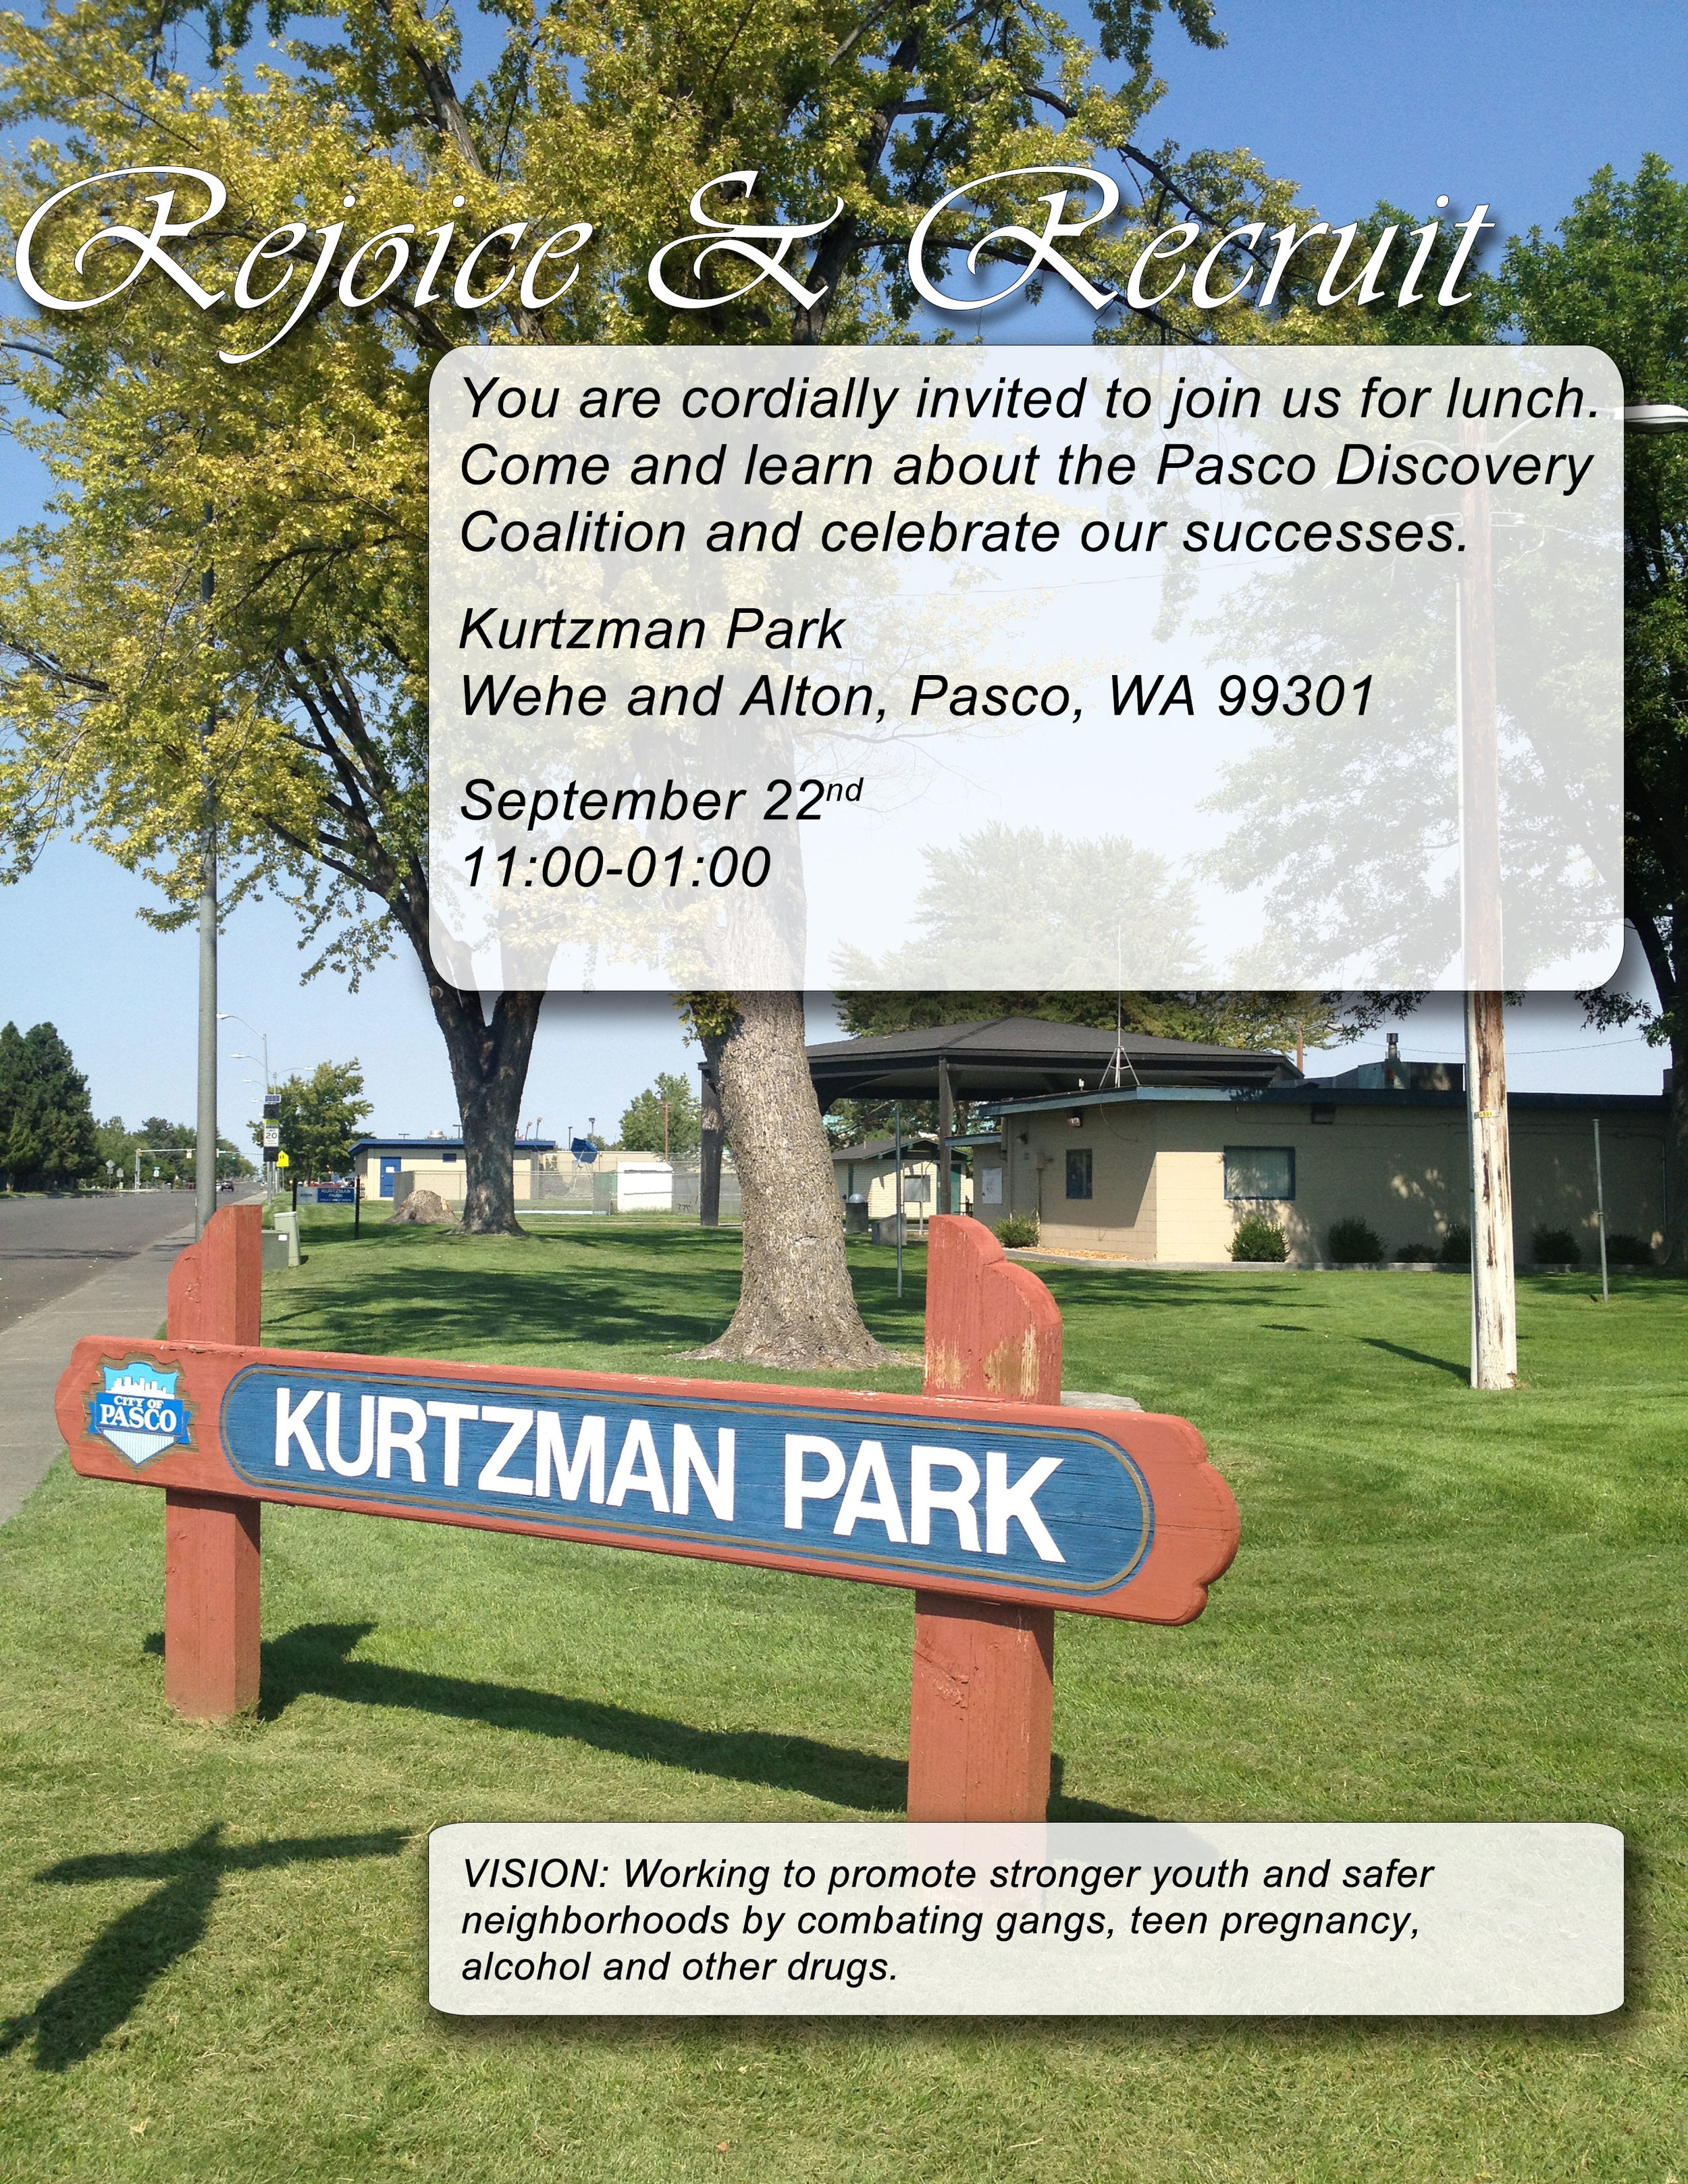 Rejoice & Recruit
You are cordially invited to join us for lunch.
Come and learn about the Pasco Discovery
Coalition and celebrate our successes.
Kurtzman Park
Wehe and Alton, Pasco, WA 99301
September 22nd
11:00-01:00
20
KURTZMAN
PARK
CITY OF
PASCO
KURTZMAN PARK
VISION: Working to promote stronger youth and safer
neighborhoods by combating gangs, teen pregnancy,
alcohol and other drugs.